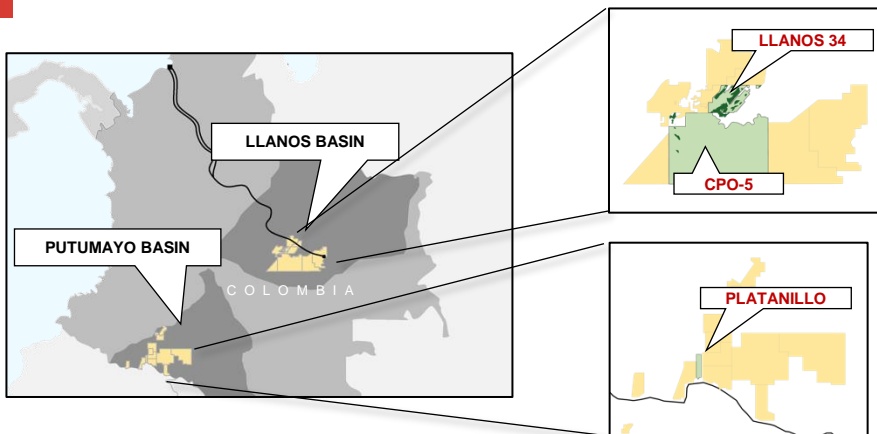 LLANOS 34
LLANOS BASIN
CPO-5
PUTUMAYO BASIN
COLOMBIA
PLATANILLO